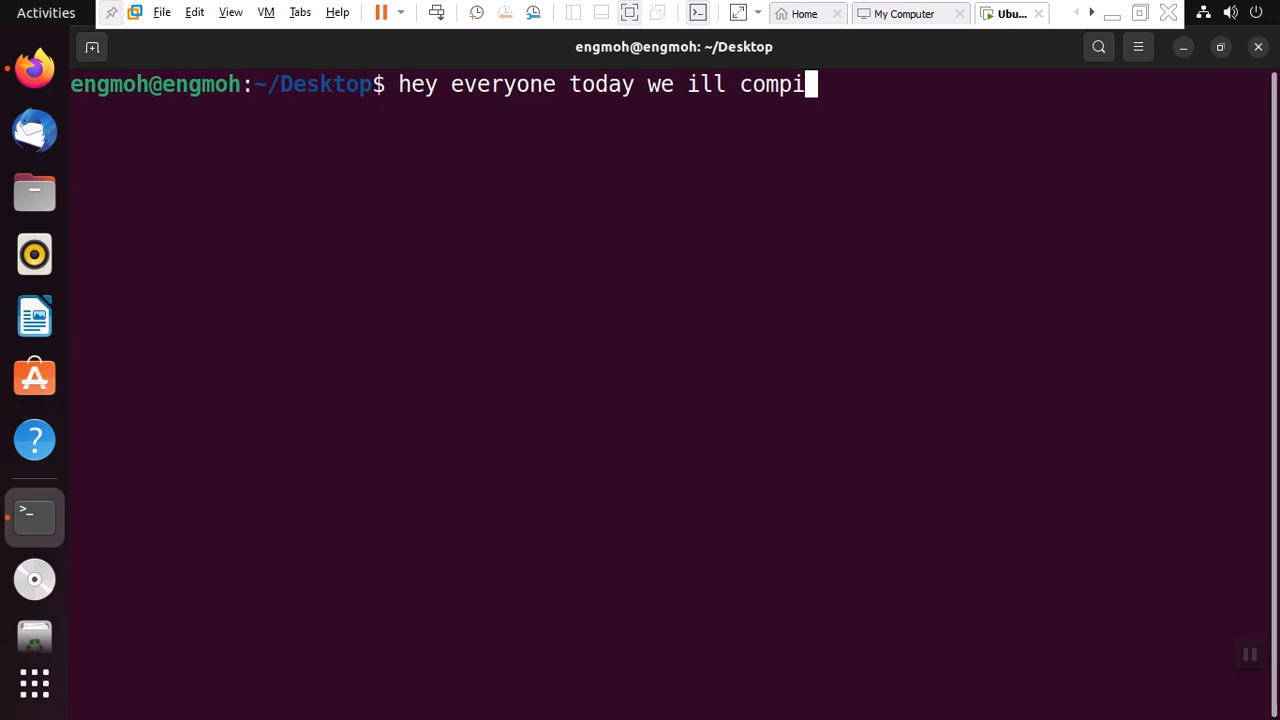 Activities File Edit View VM Tabs Help Home My Computer Ubu...
engmoh@engmoh: ~/Desktop
engmoh@engmoh:~/Desktop$ hey everyone today we ill compi